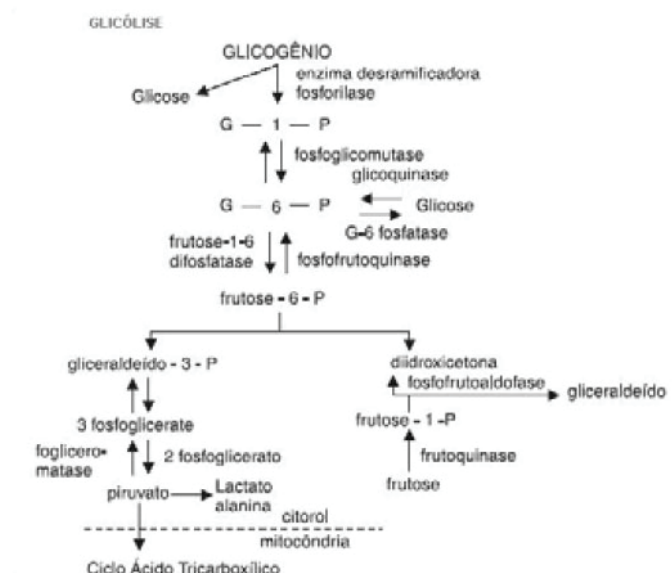 GLICÓLISE
GLICOGÊNIO
enzima desramificadora
fosforilase
Glicose
G — 1 — P
fosfoglicomutase
glicoquinase
G — 6 — P
Glicose
G-6 fosfatase
frutose-1-6
difosfatase
fosfofrutoquinase
frutose - 6 - P
gliceraldeído - 3 - P
diidroxicetona
fosfofrutoaldofase
gliceraldeído
3 fosfoglicerate
frutose - 1 -P
foglicero-
matase
2 fosfoglicerato
frutoquinase
piruvato
Lactato
alanina
frutose
citorol
mitocôndria
Ciclo Ácido Tricarboxílico